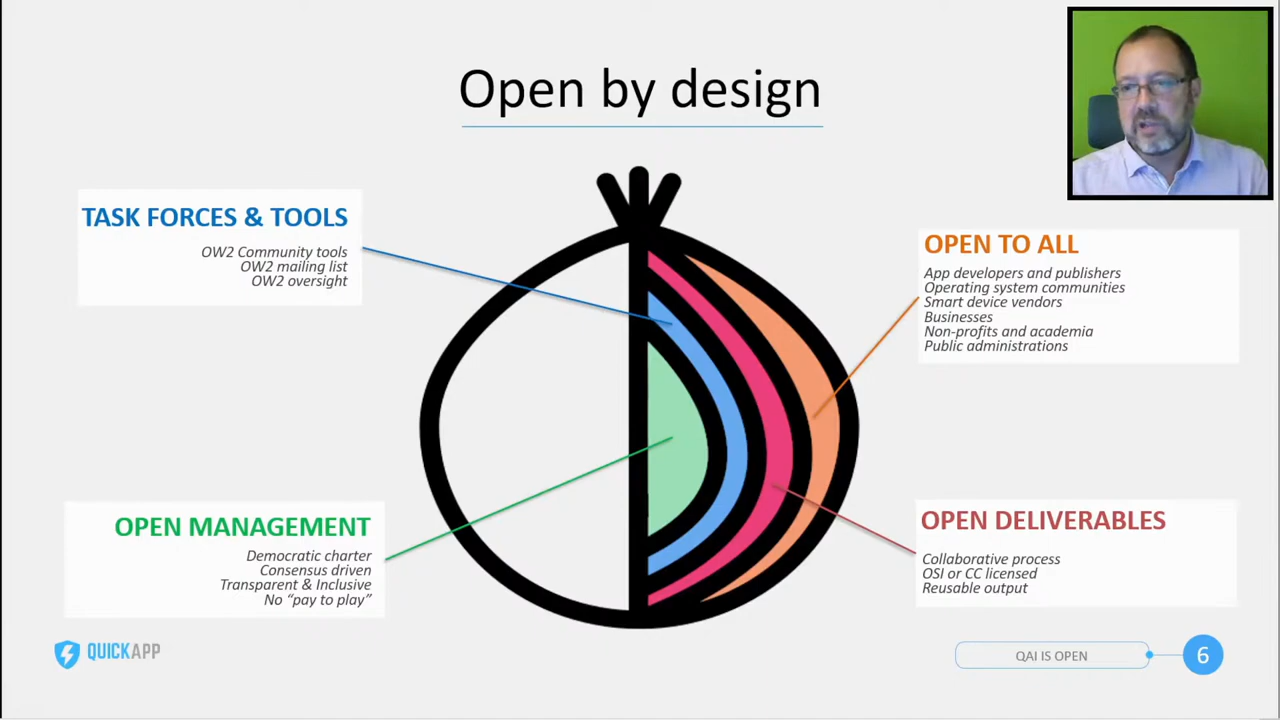 Open by design
TASK FORCES & TOOLS
OW2 Community tools
OW2 mailing list
OW2 oversight
OPEN TO ALL
App developers and publishers
Operating system communities
Smart device vendors
Businesses
Non-profits and academia
Public administrations
OPEN MANAGEMENT
Democratic charter
Consensus driven
Transparent & Inclusive
No “pay to play”
OPEN DELIVERABLES
Collaborative process
OSI or CC licensed
Reusable output
QUICKAPP
QAI IS OPEN
6